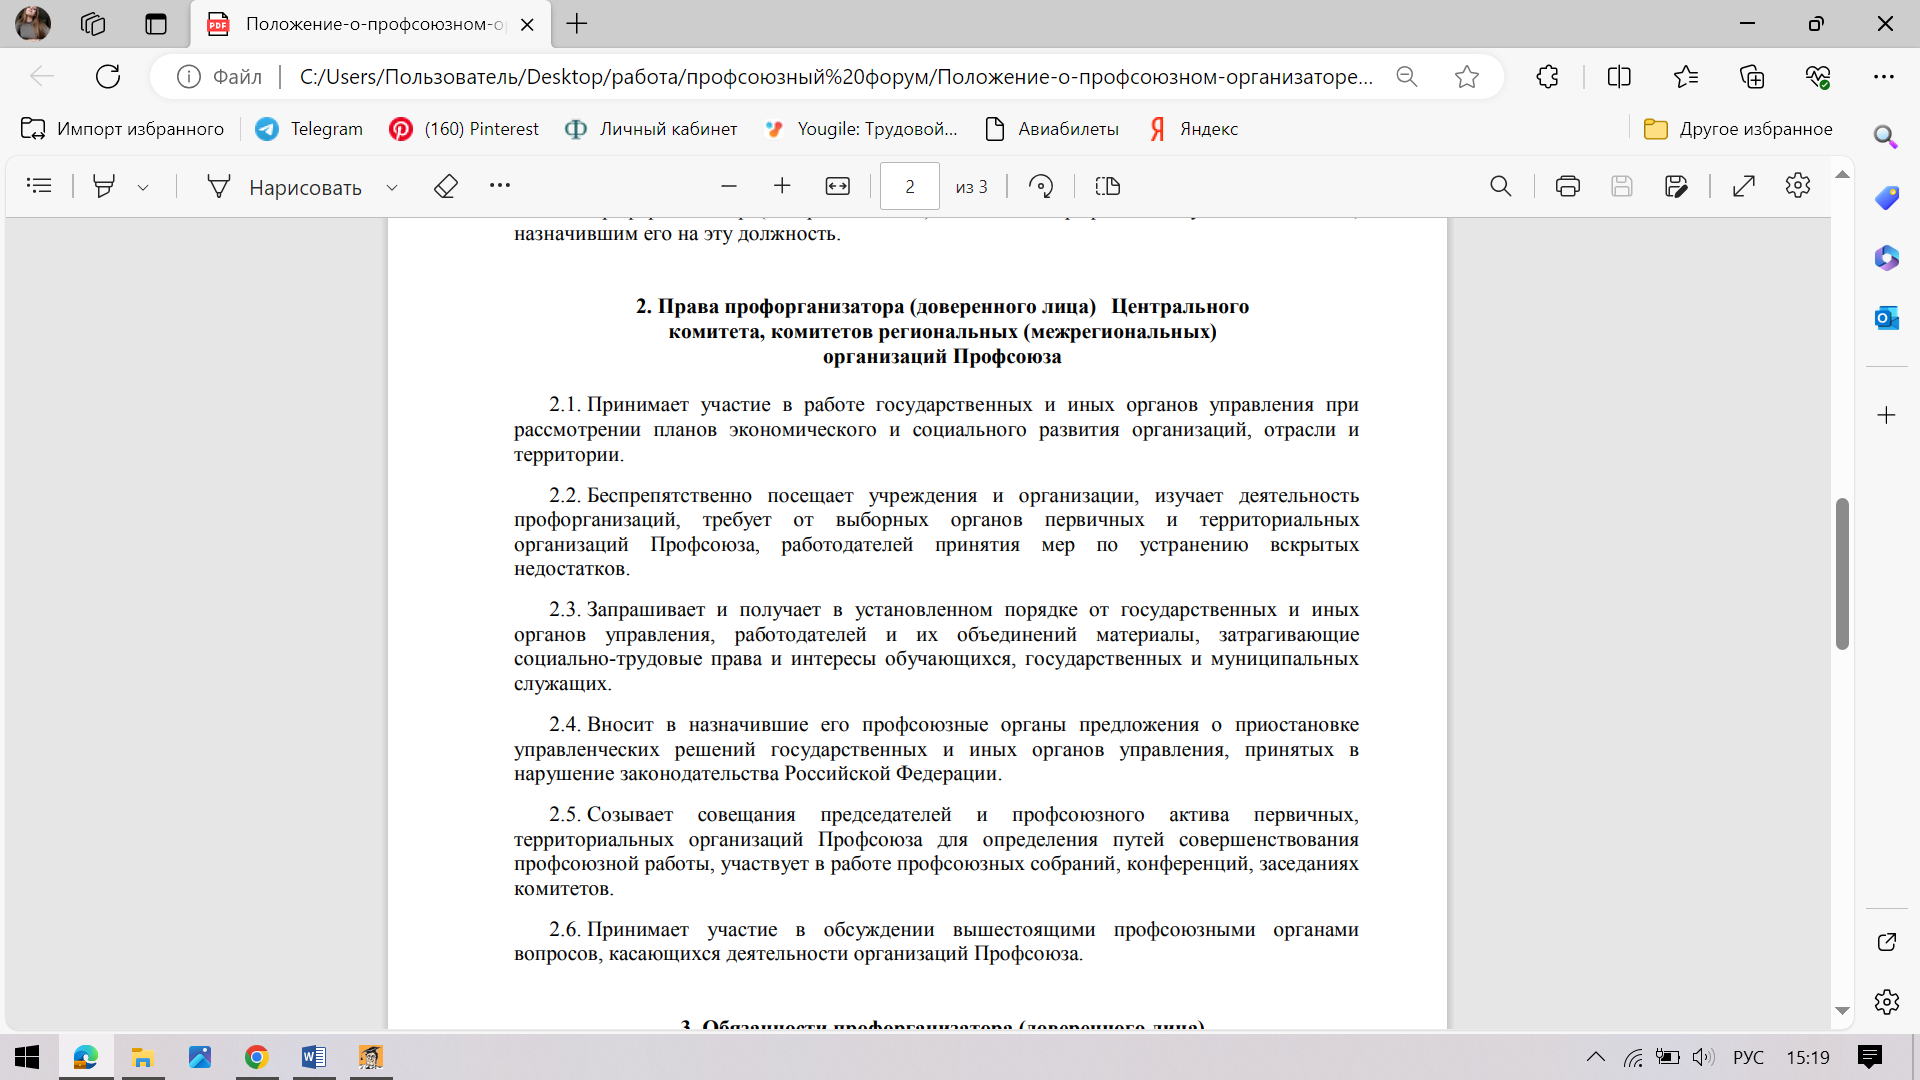 Положение-о-профсоюзном-о
Файл
C:/Users/Пользователь/Desktop/работа/профсоюзный%20форум/Положение-о-профсоюзном-организаторе...
Импорт избранного
Telegram
(160) Pinterest
Личный кабинет
Yougile: Трудовой...
Авиабилеты
Яндекс
Другое избранное
Нарисовать
2
из 3
назначившим его на эту должность.
2. Права профорганизатора (доверенного лица) Центрального
комитета, комитетов региональных (межрегиональных)
организаций Профсоюза
2.1. Принимает участие в работе государственных и иных органов управления при
рассмотрении планов экономического и социального развития организаций, отрасли и
территории.
2.2. Беспрепятственно посещает учреждения и организации, изучает деятельность
профорганизаций, требует от выборных органов первичных и территориальных
организаций Профсоюза, работодателей принятия мер по устранению вскрытых
недостатков.
2.3. Запрашивает и получает в установленном порядке от государственных и иных
органов управления, работодателей и их объединений материалы, затрагивающие
социально-трудовые права и интересы обучающихся, государственных и муниципальных
служащих.
2.4. Вносит в назначившие его профсоюзные органы предложения о приостановке
управленческих решений государственных и иных органов управления, принятых в
нарушение законодательства Российской Федерации.
2.5. Созывает совещания председателей и профсоюзного актива первичных,
территориальных организаций Профсоюза для определения путей совершенствования
профсоюзной работы, участвует в работе профсоюзных собраний, конференций, заседаниях
комитетов.
2.6. Принимает участие в обсуждении вышестоящими профсоюзными органами
вопросов, касающихся деятельности организаций Профсоюза.
3. Обязанности профорганизатора (доверенного лица)
РУС
15:19